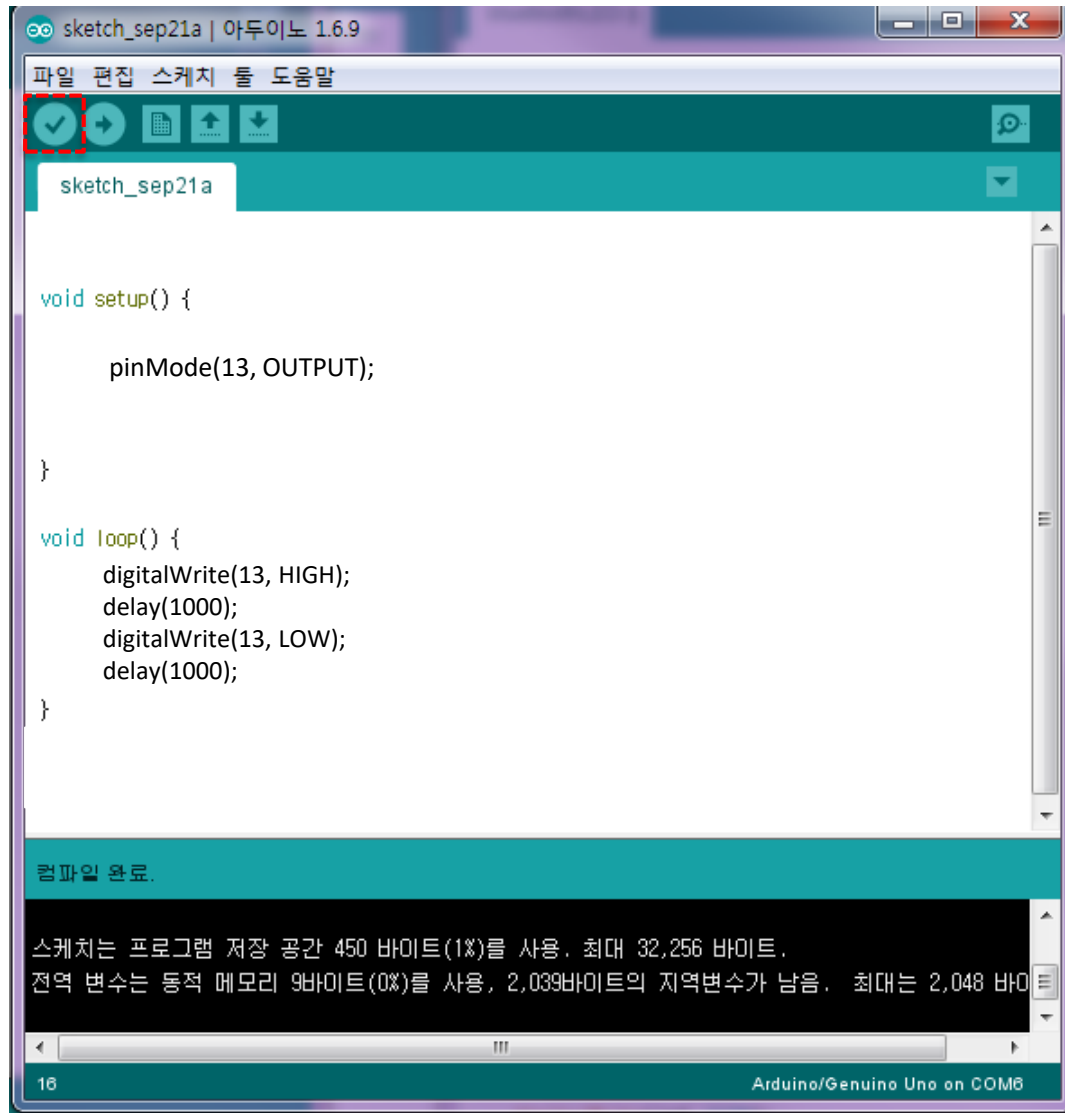 sketch_sep21a | 아두이노 1.6.9
파일 편집 스케치 툴 도움말
sketch_sep21a
void setup() {
pinMode(13, OUTPUT);
}
void loop() {
digitalWrite(13, HIGH);
delay(1000);
digitalWrite(13, LOW);
delay(1000);
}
컴파일 완료.
스케치는 프로그램 저장 공간 450 바이트(1%)를 사용. 최대 32,256 바이트.
전역 변수는 동적 메모리 9바이트(0%)를 사용, 2,039바이트의 지역변수가 남음. 최대는 2,048 바이
16 Arduino/Genuino Uno on COM6